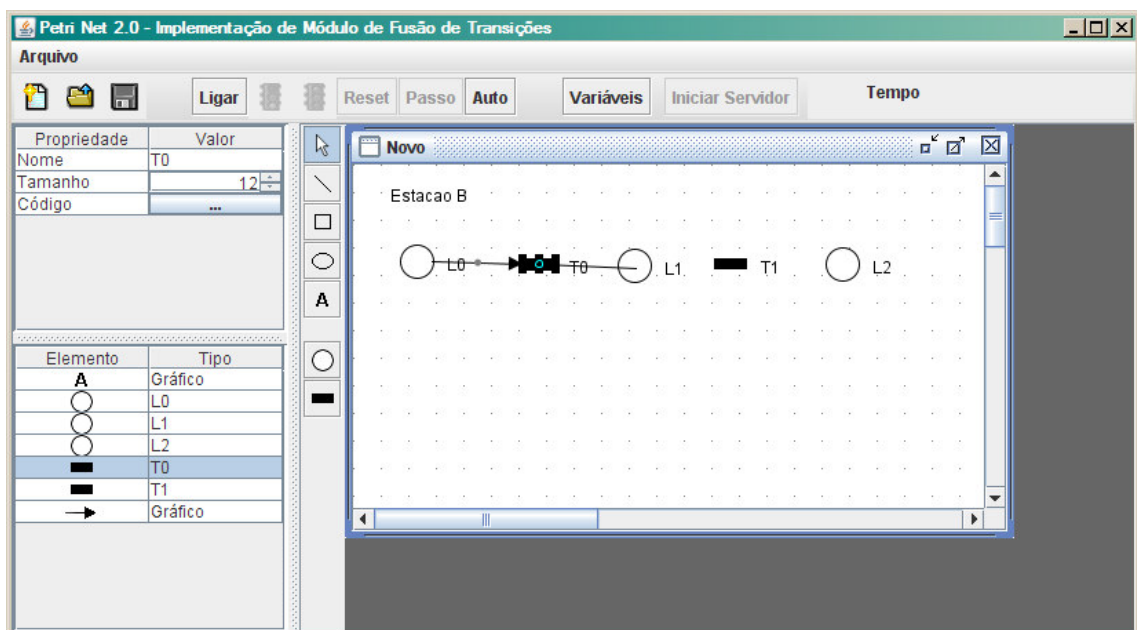 Petri Net 2.0 - Implementação de Módulo de Fusão de Transições
Arquivo
Ligar Reset Passo Auto Variáveis Iniciar Servidor Tempo
Propriedade Valor
Nome T0
Tamanho 12
Código ...
Elemento Tipo
A Gráfico
L0
L1
L2
T0
T1
Gráfico
A
Novo
Estacao B
L0 T0 L1 T1 L2